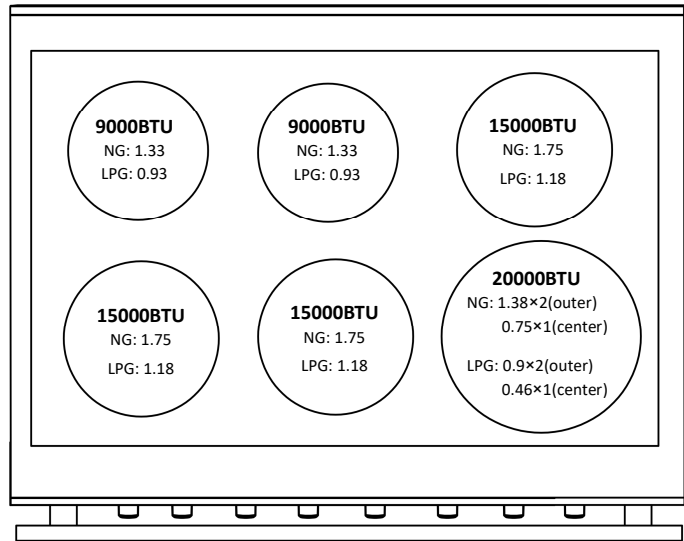 9000BTU
NG: 1.33
LPG: 0.93
9000BTU
NG: 1.33
LPG: 0.93
15000BTU
NG: 1.75
LPG: 1.18
15000BTU
NG: 1.75
LPG: 1.18
15000BTU
NG: 1.75
LPG: 1.18
20000BTU
NG: 1.38×2(outer)
0.75×1(center)
LPG: 0.9×2(outer)
0.46×1(center)